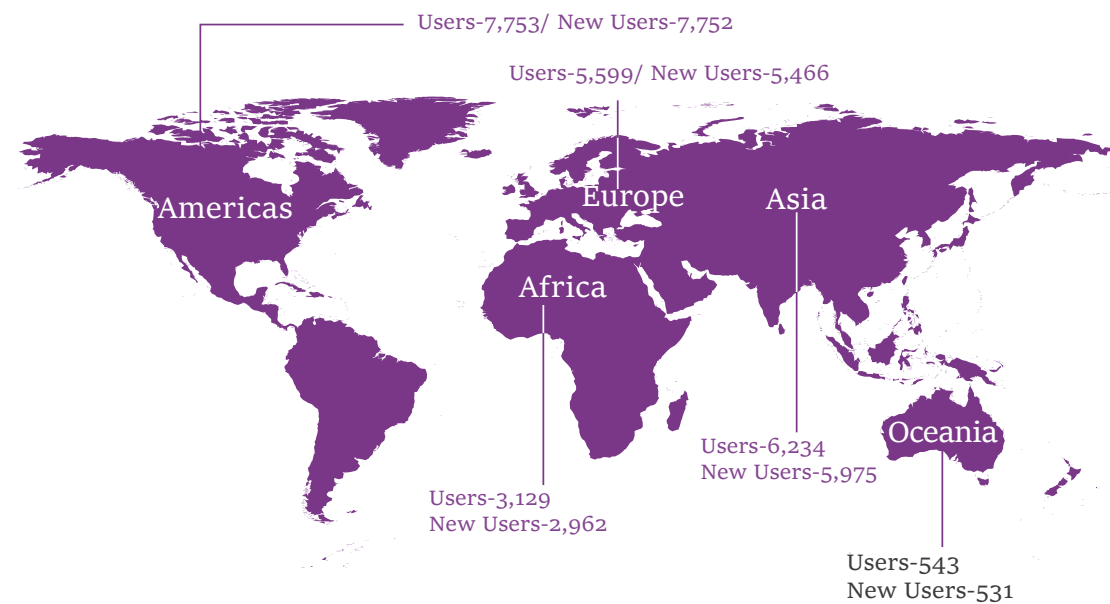 Users-7,753/ New Users-7,752
Users-5,599/ New Users-5,466
Americas
Europe
Asia
Africa
Oceania
Users-6,234
New Users-5,975
Users-3,129
New Users-2,962
Users-543
New Users-531